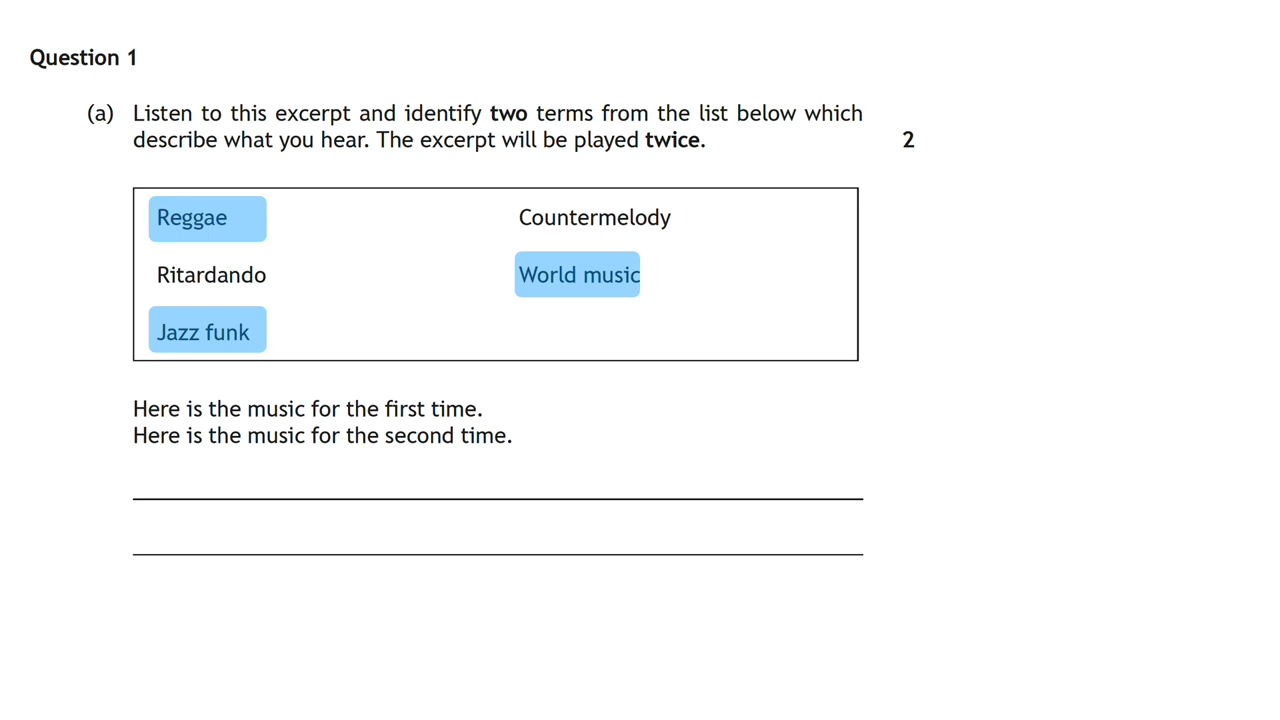 Question 1
(a) Listen to this excerpt and identify two terms from the list below which
describe what you hear. The excerpt will be played twice. 2
Reggae Countermelody
Ritardando World music
Jazz funk
Here is the music for the first time.
Here is the music for the second time.